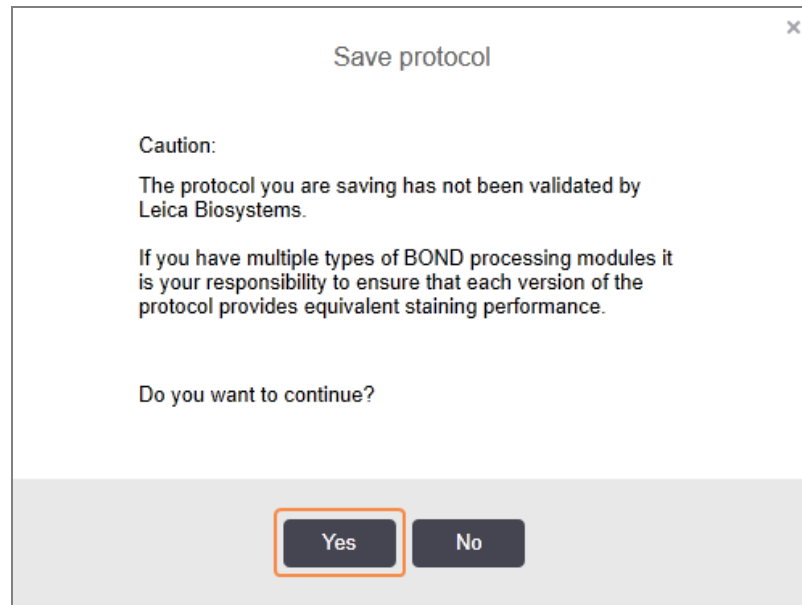 Save protocol
Caution:
The protocol you are saving has not been validated by
Leica Biosystems.
If you have multiple types of BOND processing modules it
is your responsibility to ensure that each version of the
protocol provides equivalent staining performance.
Do you want to continue?
Yes No